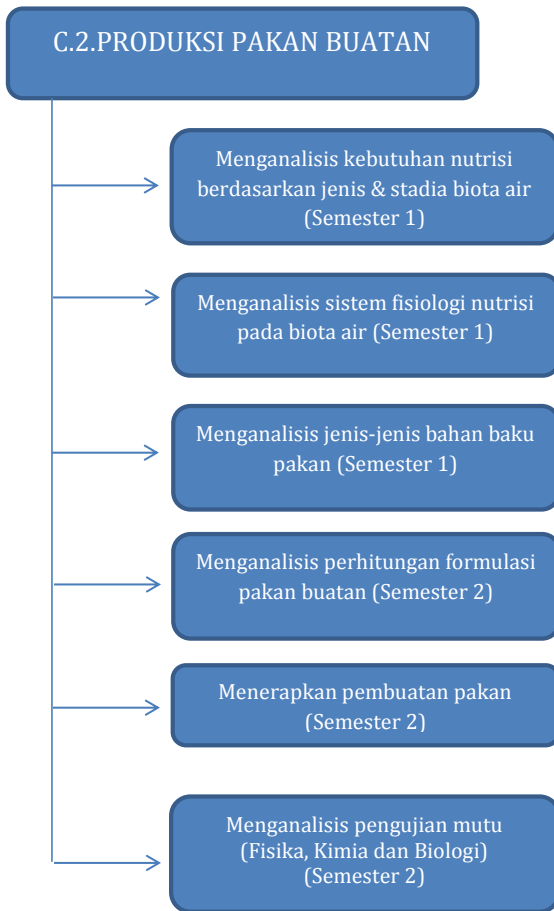 C.2.PRODUKSI PAKAN BUATAN
Menganalisis kebutuhan nutrisi
berdasarkan jenis & stadia biota air
(Semester 1)
Menganalisis sistem fisiologi nutrisi
pada biota air (Semester 1)
Menganalisis jenis-jenis bahan baku
pakan (Semester 1)
Menganalisis perhitungan formulasi
pakan buatan (Semester 2)
Menerapkan pembuatan pakan
(Semester 2)
Menganalisis pengujian mutu
(Fisika, Kimia dan Biologi)
(Semester 2)